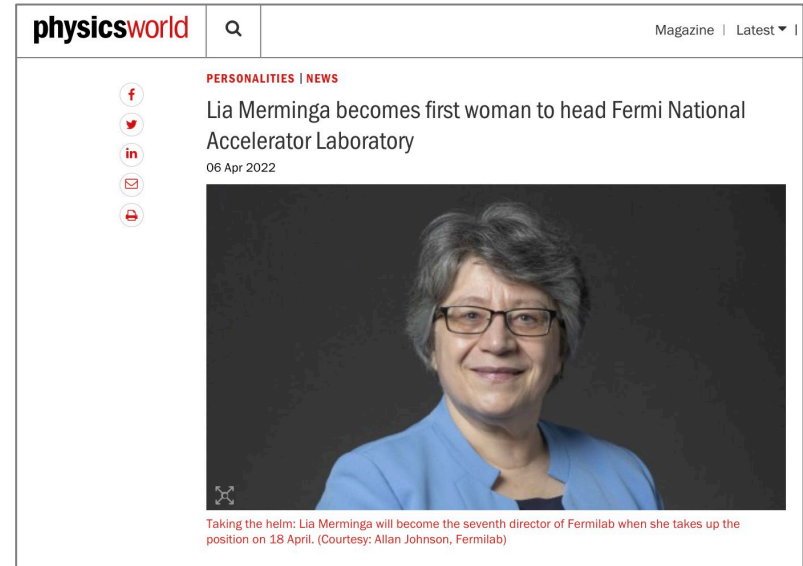 physicsworld
Magazine | Latest |
PERSONALITIES | NEWS
Lia Merminga becomes first woman to head Fermi National
Accelerator Laboratory
06 Apr 2022
Taking the helm: Lia Merminga will become the seventh director of Fermilab when she takes up the
position on 18 April. (Courtesy: Allan Johnson, Fermilab)